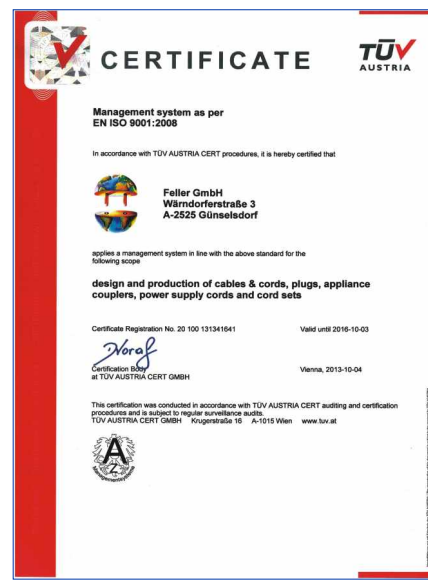 CERTIFICATE
TÜV
AUSTRIA
Management system as per
EN ISO 9001:2008
In accordance with TÜV AUSTRIA CERT procedures, it is hereby certified that
Feller GmbH
Wärndorferstraße 3
A-2525 Günselsdorf
applies a management system in line with the above standard for the
following scope
design and production of cables & cords, plugs, appliance
couplers, power supply cords and cord sets
Certificate Registration No. 20 100 131341641
Valid until 2016-10-03
Certification Body
at TÜV AUSTRIA CERT GMBH
Vienna, 2013-10-04
This certification was conducted in accordance with TÜV AUSTRIA CERT auditing and certification
procedures and is subject to regular surveillance audits.
TÜV AUSTRIA CERT GMBH Krugerstraße 16 A-1015 Wien www.tuv.at
A
Z
Managementsysteme